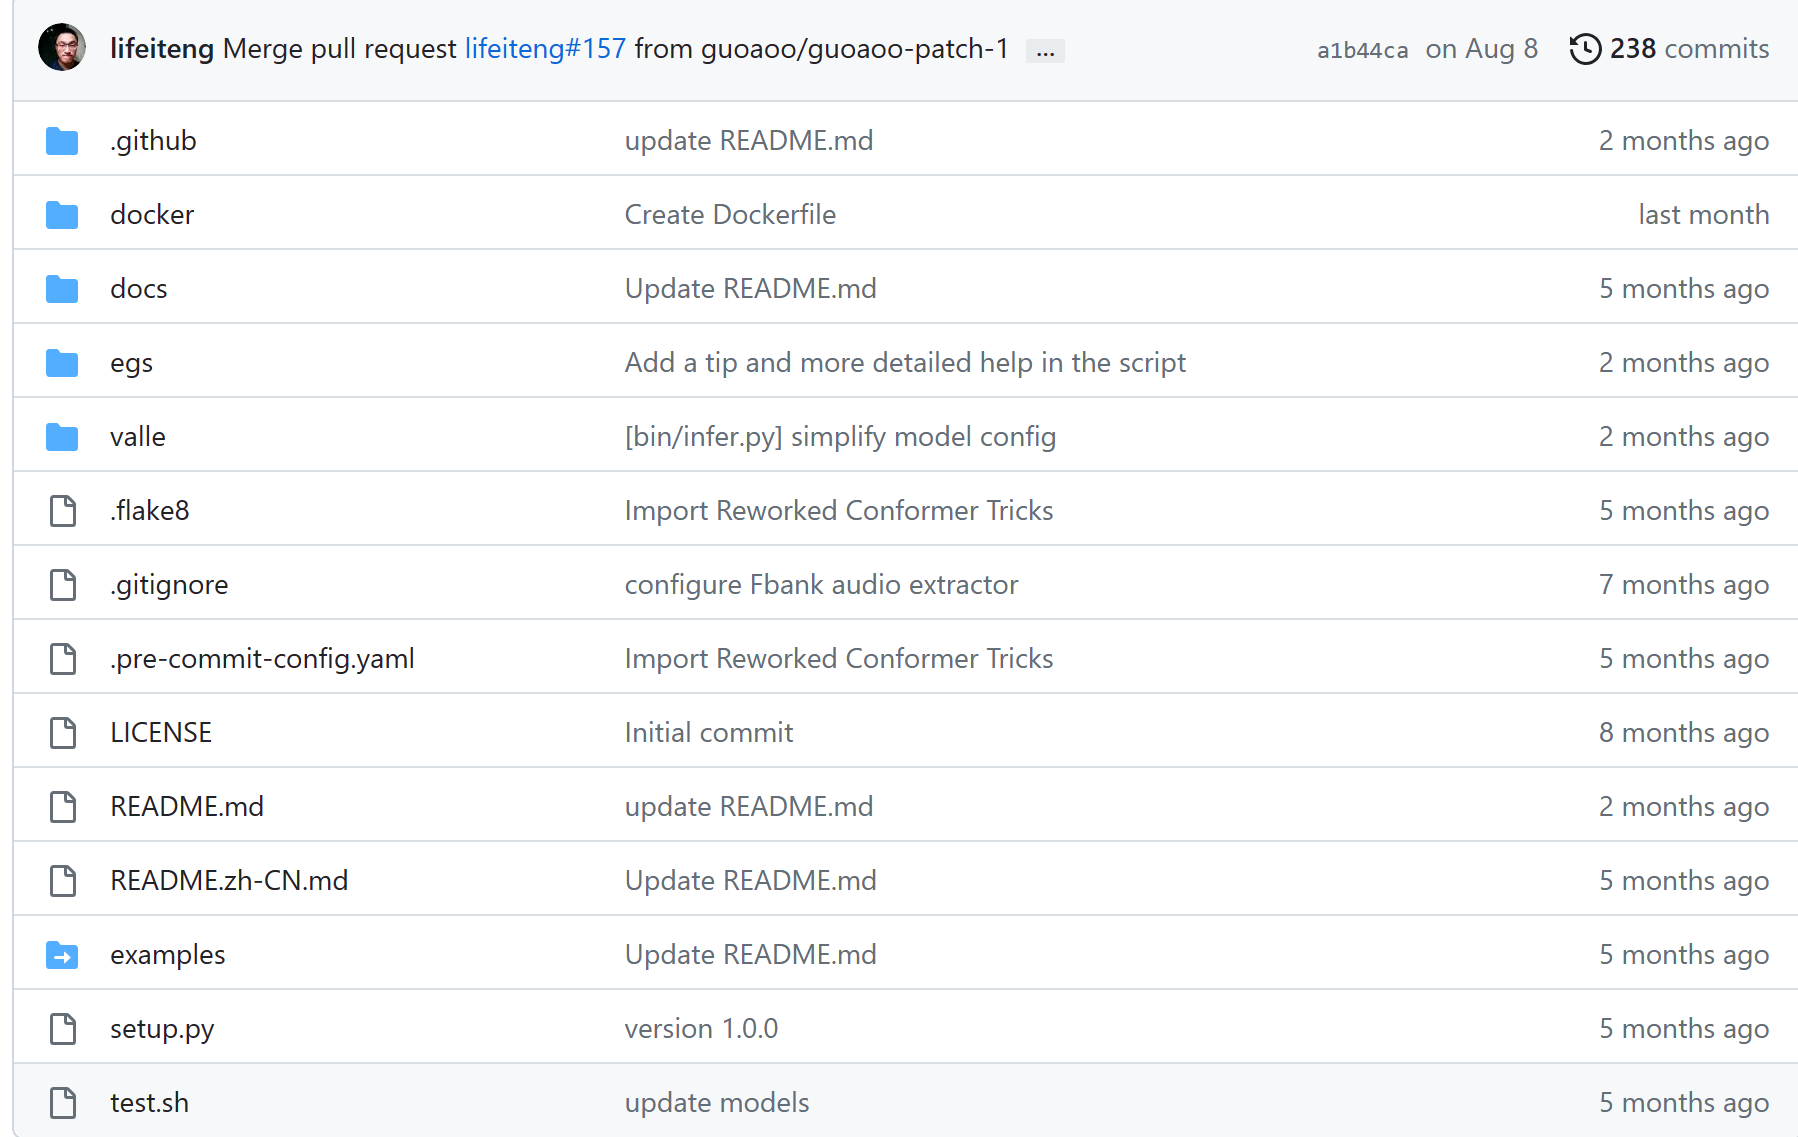 lifeiteng Merge pull request lifeiteng#157 from guoaoo/guoaoo-patch-1 ... a1b44ca on Aug 8 238 commits
.github update README.md 2 months ago
docker Create Dockerfile last month
docs Update README.md 5 months ago
egs Add a tip and more detailed help in the script 2 months ago
valle [bin/infer.py] simplify model config 2 months ago
.flake8 Import Reworked Conformer Tricks 5 months ago
.gitignore configure Fbank audio extractor 7 months ago
.pre-commit-config.yaml Import Reworked Conformer Tricks 5 months ago
LICENSE Initial commit 8 months ago
README.md update README.md 2 months ago
README.zh-CN.md Update README.md 5 months ago
examples Update README.md 5 months ago
setup.py version 1.0.0 5 months ago
test.sh update models 5 months ago